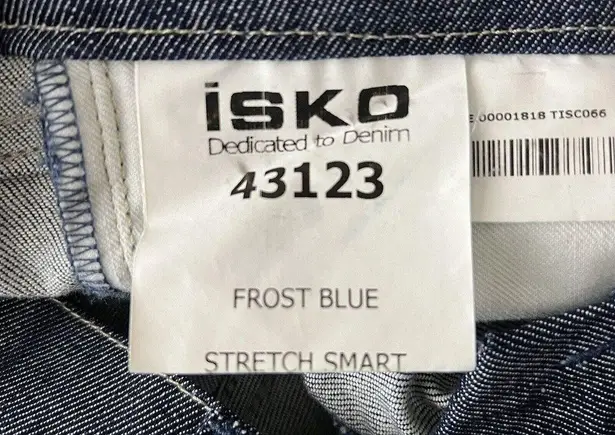 iSKO
Dedicated to Denim
43123
FROST BLUE
STRETCH SMART
E 00001818 TISC066